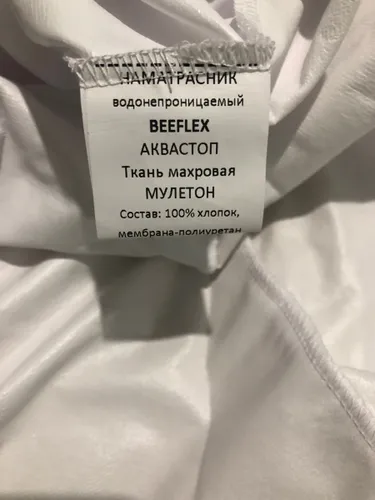 НАМАТРАСНИК
водонепроницаемый
BEEFLEX
АКВАСТОП
Ткань махровая
МУЛЕТОН
Состав: 100% хлопок,
мембрана-полиуретан